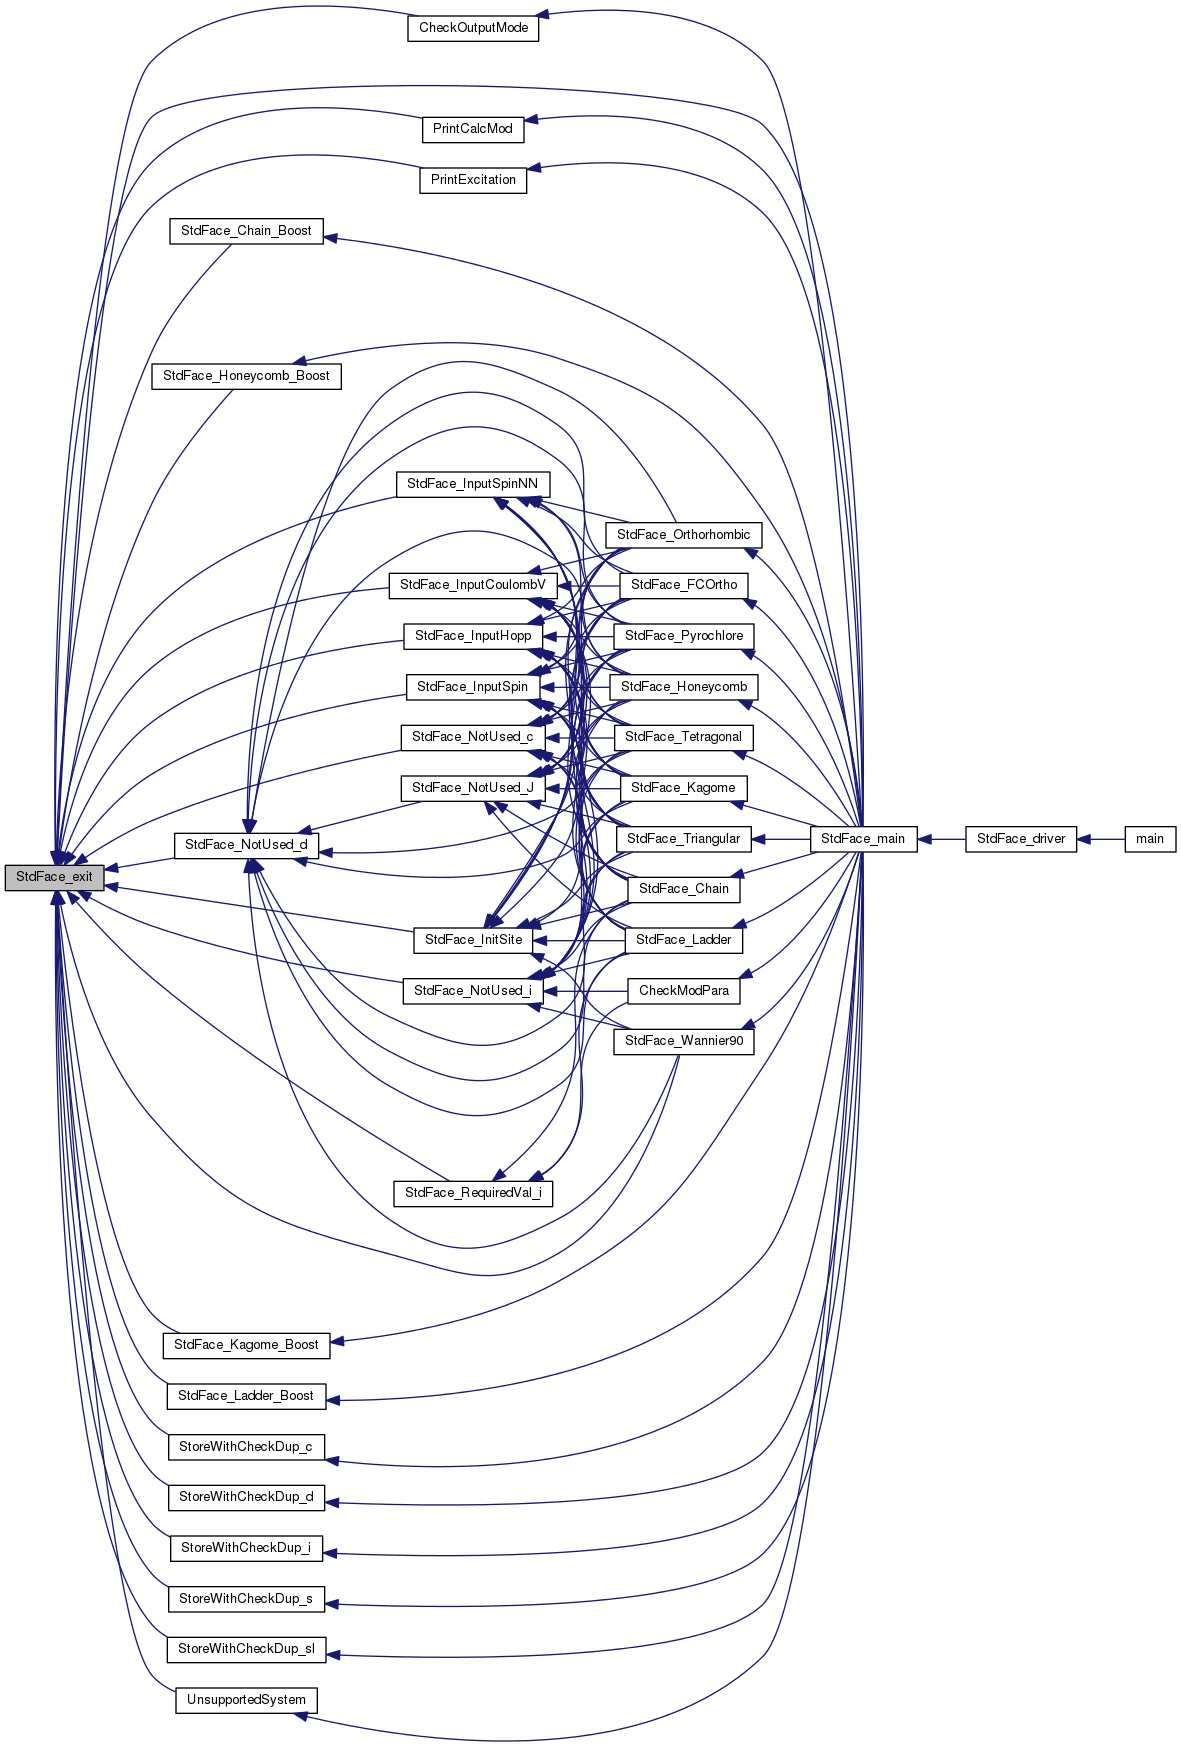 CheckOutputMode
PrintCalcMod
PrintExcitation
StdFace_Chain_Boost
StdFace_Honeycomb_Boost
StdFace_InputSpinNN
StdFace_Orthorhombic
StdFace_InputCoulombV
StdFace_FCOrtho
StdFace_InputHopp
StdFace_Pyrochlore
StdFace_InputSpin
StdFace_Honeycomb
StdFace_NotUsed_c
StdFace_Tetragonal
StdFace_NotUsed_J
StdFace_Kagome
StdFace_NotUsed_d
StdFace_Triangular
StdFace_main
StdFace_driver
main
StdFace_exit
StdFace_Chain
StdFace_InitSite
StdFace_Ladder
StdFace_NotUsed_i
CheckModPara
StdFace_Wannier90
StdFace_RequiredVal_i
StdFace_Kagome_Boost
StdFace_Ladder_Boost
StoreWithCheckDup_c
StoreWithCheckDup_d
StoreWithCheckDup_i
StoreWithCheckDup_s
StoreWithCheckDup_sl
UnsupportedSystem